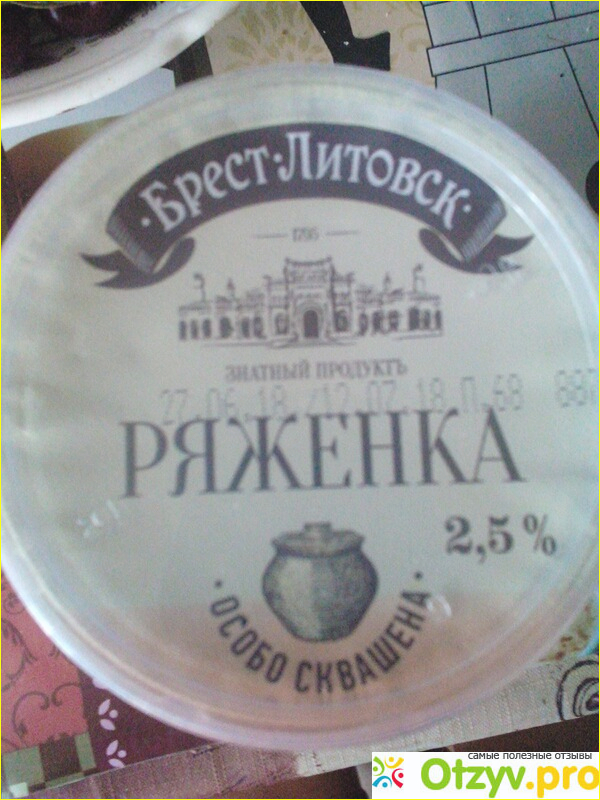 БРЕСТ·ЛИТОВСК
1795
ЗНАТНЫЙ ПРОДУКТЪ
27.06.18 /12.07.18 П.68
РЯЖЕНКА
2,5%
ОСОБО СКВАШЕНА
самые полезные отзывы
Otzyv.pro